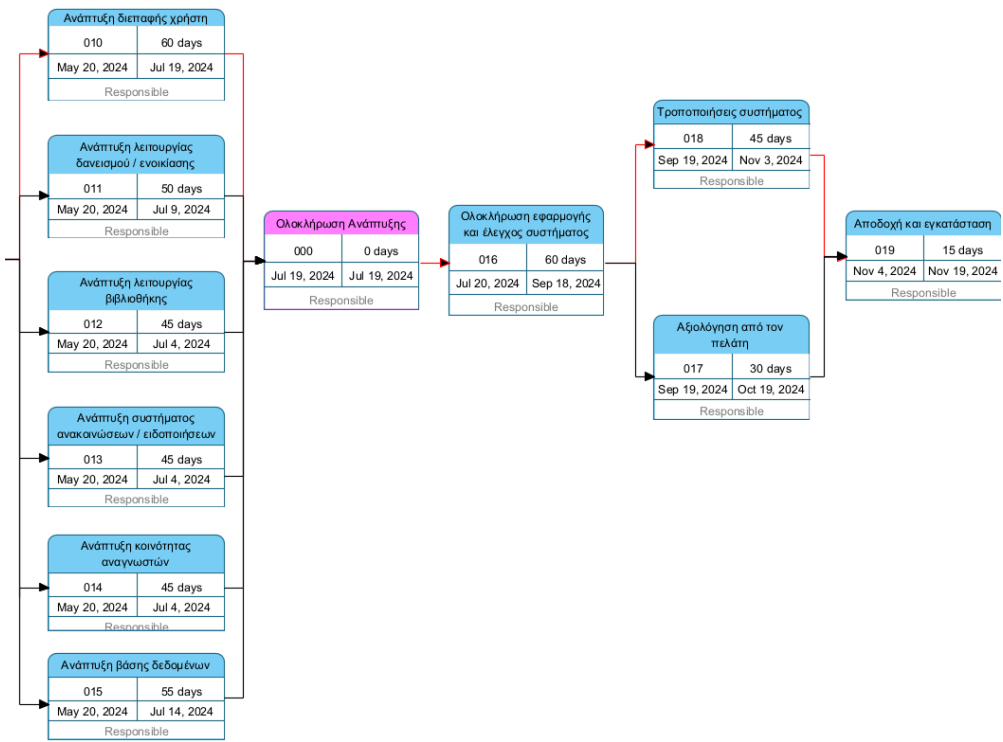 Ανάπτυξη διεπαφής χρήστη
010 60 days
May 20, 2024 Jul 19, 2024
Responsible
Ανάπτυξη λειτουργίας
δανεισμού / ενοικίασης
011 50 days
May 20, 2024 Jul 9, 2024
Responsible
Ανάπτυξη λειτουργίας
βιβλιοθήκης
012 45 days
May 20, 2024 Jul 4, 2024
Responsible
Ανάπτυξη συστήματος
ανακοινώσεων / ειδοποιήσεων
013 45 days
May 20, 2024 Jul 4, 2024
Responsible
Ανάπτυξη κοινότητας
αναγνωστών
014 45 days
May 20, 2024 Jul 4, 2024
Responsible
Ανάπτυξη βάσης δεδομένων
015 55 days
May 20, 2024 Jul 14, 2024
Responsible
Ολοκλήρωση Ανάπτυξης
000 0 days
Jul 19, 2024 Jul 19, 2024
Responsible
Ολοκλήρωση εφαρμογής
και έλεγχος συστήματος
016 60 days
Jul 20, 2024 Sep 18, 2024
Responsible
Τροποποιήσεις συστήματος
018 45 days
Sep 19, 2024 Nov 3, 2024
Responsible
Αξιολόγηση από τον
πελάτη
017 30 days
Sep 19, 2024 Oct 19, 2024
Responsible
Αποδοχή και εγκατάσταση
019 15 days
Nov 4, 2024 Nov 19, 2024
Responsible